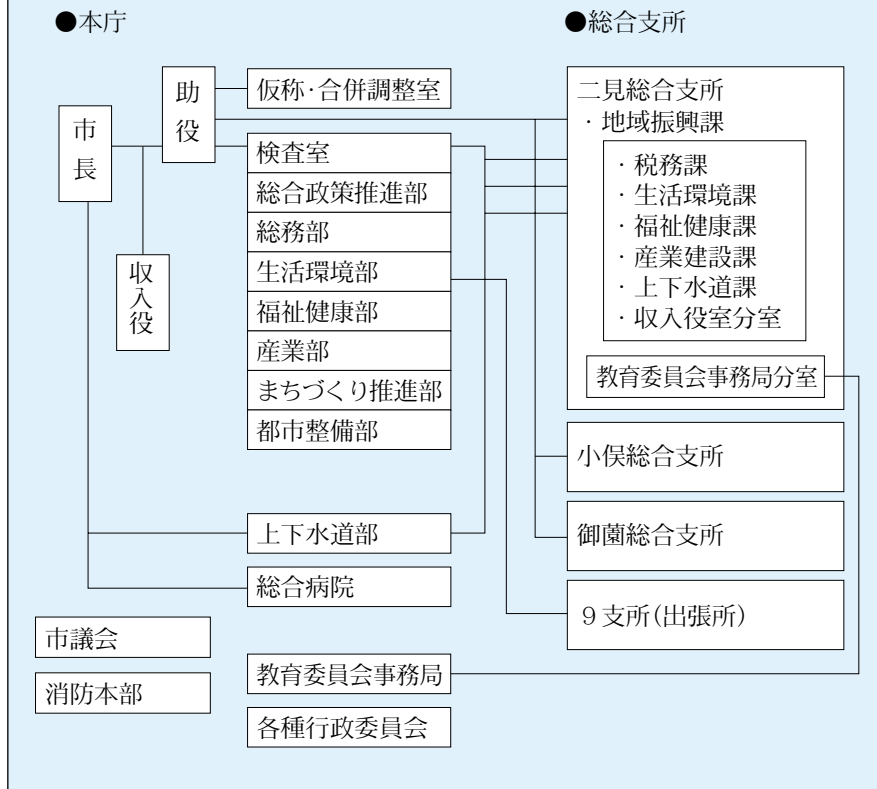 ●本庁
市長
助役
収入役
仮称・合併調整室
検査室
総合政策推進部
総務部
生活環境部
福祉健康部
産業部
まちづくり推進部
都市整備部
上下水道部
総合病院
市議会
消防本部
教育委員会事務局
各種行政委員会
●総合支所
二見総合支所
・地域振興課
・税務課
・生活環境課
・福祉健康課
・産業建設課
・上下水道課
・収入役室分室
教育委員会事務局分室
小俣総合支所
御薗総合支所
9支所(出張所)